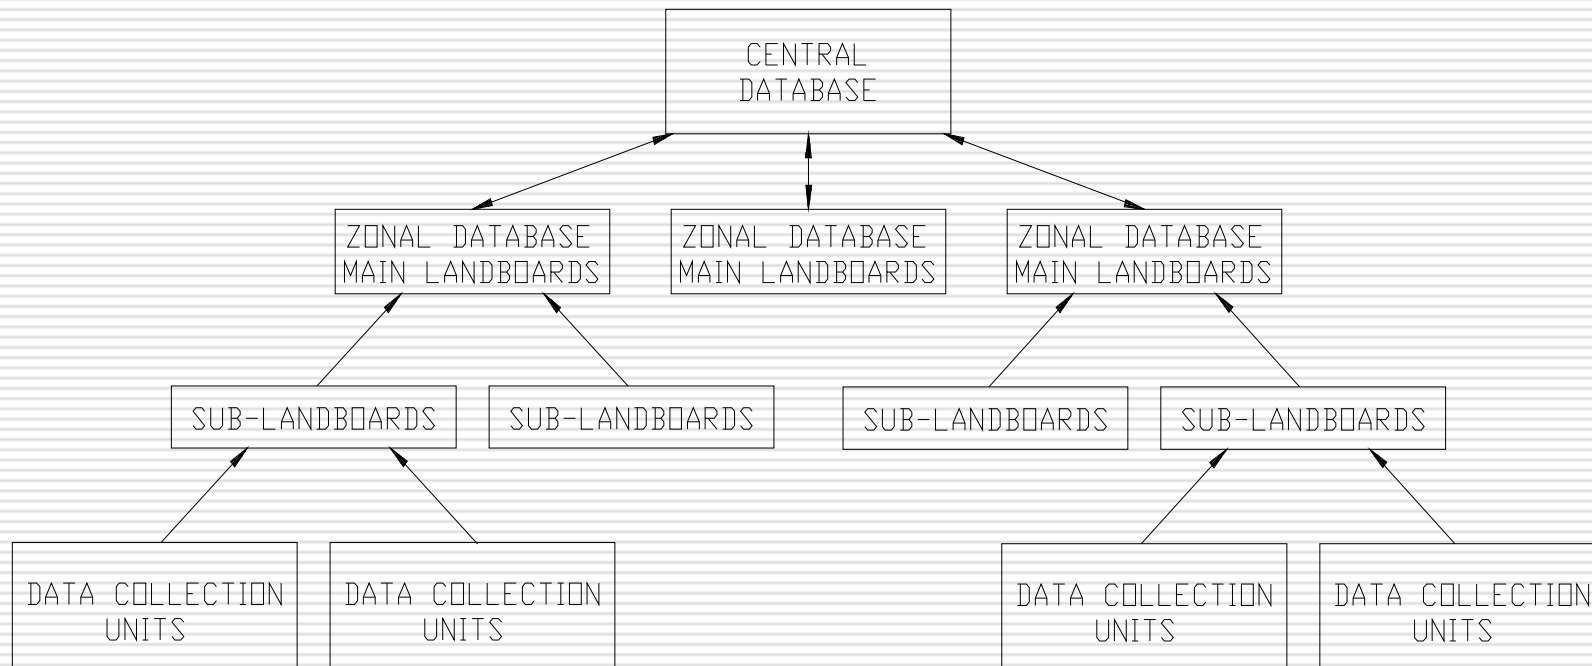 CENTRAL
DATABASE
ZONAL DATABASE
MAIN LANDBOARDS
ZONAL DATABASE
MAIN LANDBOARDS
ZONAL DATABASE
MAIN LANDBOARDS
SUB-LANDBOARDS
SUB-LANDBOARDS
SUB-LANDBOARDS
SUB-LANDBOARDS
DATA COLLECTION
UNITS
DATA COLLECTION
UNITS
DATA COLLECTION
UNITS
DATA COLLECTION
UNITS